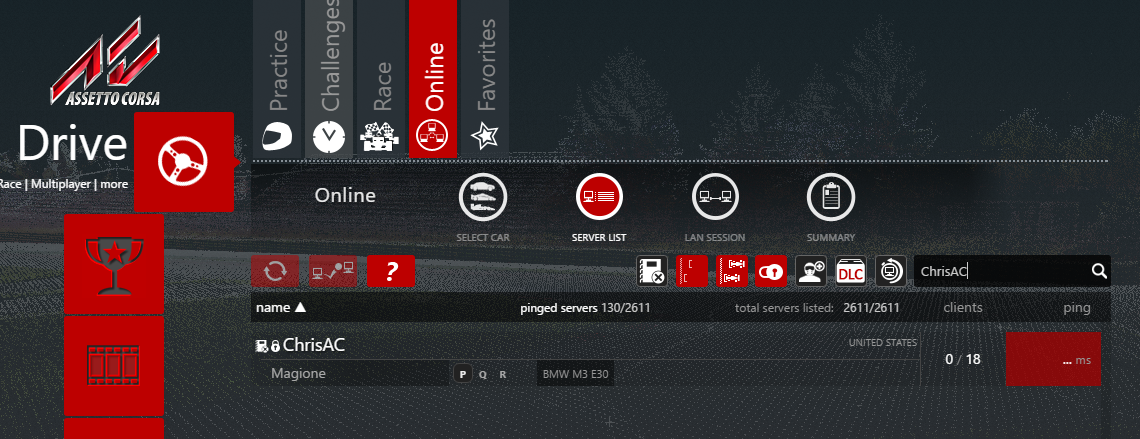 ASSETTO CORSA
Drive
Race | Multiplayer | more
Practice
Challenges
Race
Online
Favorites
Online
SELECT CAR
SERVER LIST
LAN SESSION
SUMMARY
?
DLC
ChrisAC
name ▲ pinged servers 130/2611 total servers listed: 2611/2611 clients ping
ChrisAC UNITED STATES
0 / 18 ... ms
Magione P Q R BMW M3 E30